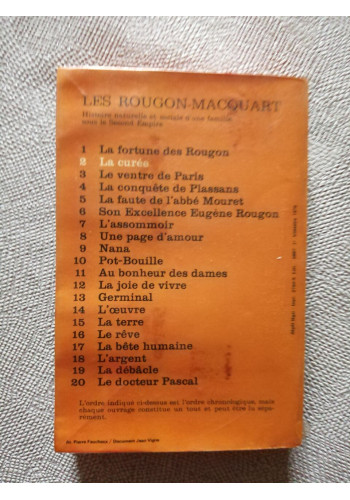 LES ROUGON-MACQUART
Histoire naturelle et sociale d'une famille
sous le Second Empire
1 La fortune des Rougon
2 La curée
3 Le ventre de Paris
4 La conquête de Plassans
5 La faute de l'abbé Mouret
6 Son Excellence Eugène Rougon
7 L'assommoir
8 Une page d'amour
9 Nana
10 Pot-Bouille
11 Au bonheur des dames
12 La joie de vivre
13 Germinal
14 L'œuvre
15 La terre
16 Le rêve
17 La bête humaine
18 L'argent
19 La débâcle
20 Le docteur Pascal
L'ordre indiqué ci-dessus est l'ordre chronologique, mais
chaque ouvrage constitue un tout et peut être lu sépa-
rément.
Pierre Faucheux / Document Jean Vigne